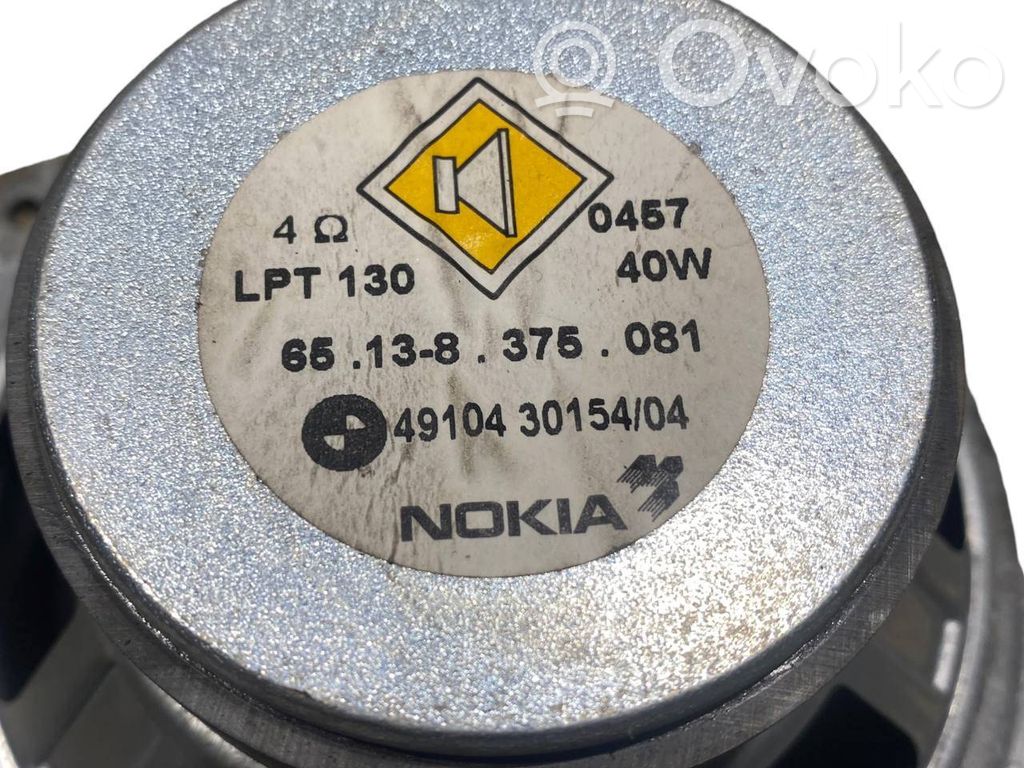 Ovoko
4 Ω 0457
LPT 130 40W
65 .13-8 . 375 . 081
49104 30154/04
NOKIA